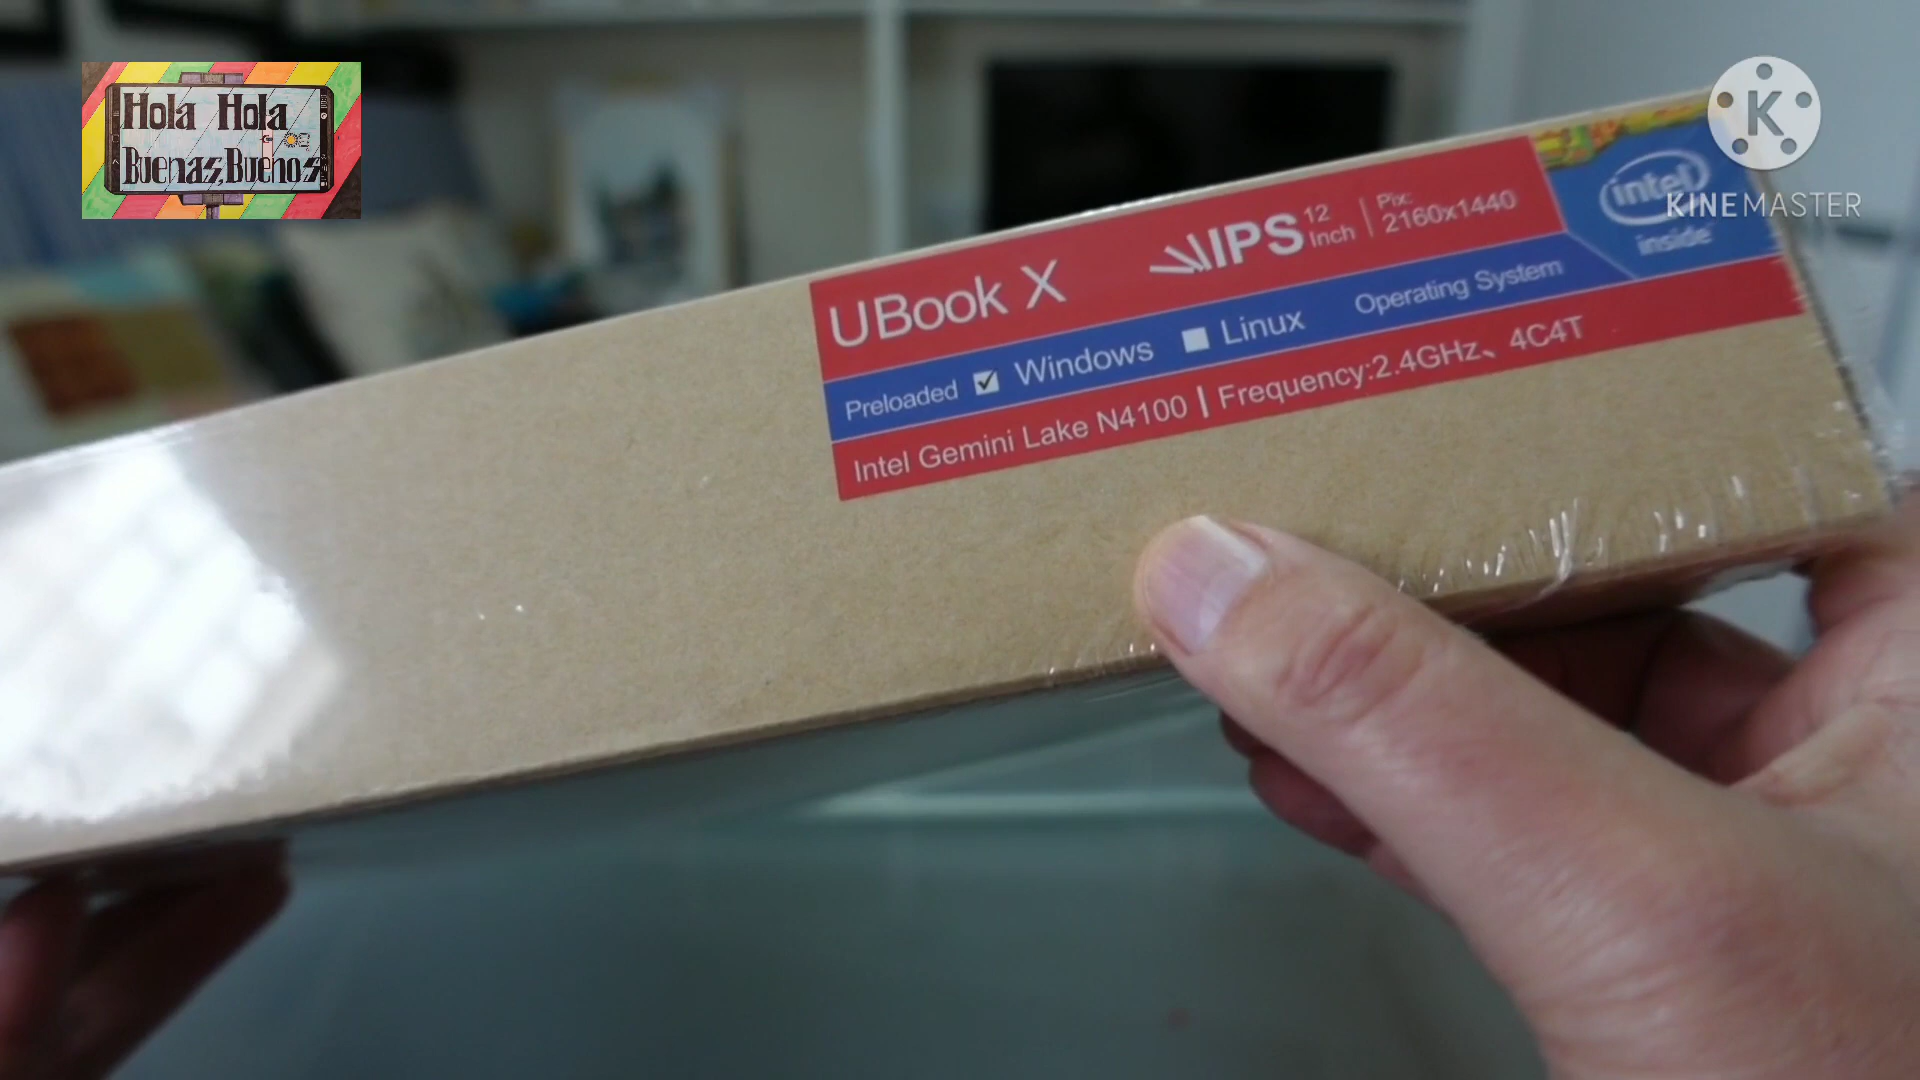 Hola Hola
Buenas, Buenos
K
KINEMASTER
UBook X
IPS 12 Inch | Pix: 2160x1440
intel inside
Preloaded Windows Linux Operating System
Intel Gemini Lake N4100 | Frequency:2.4GHz、4C4T